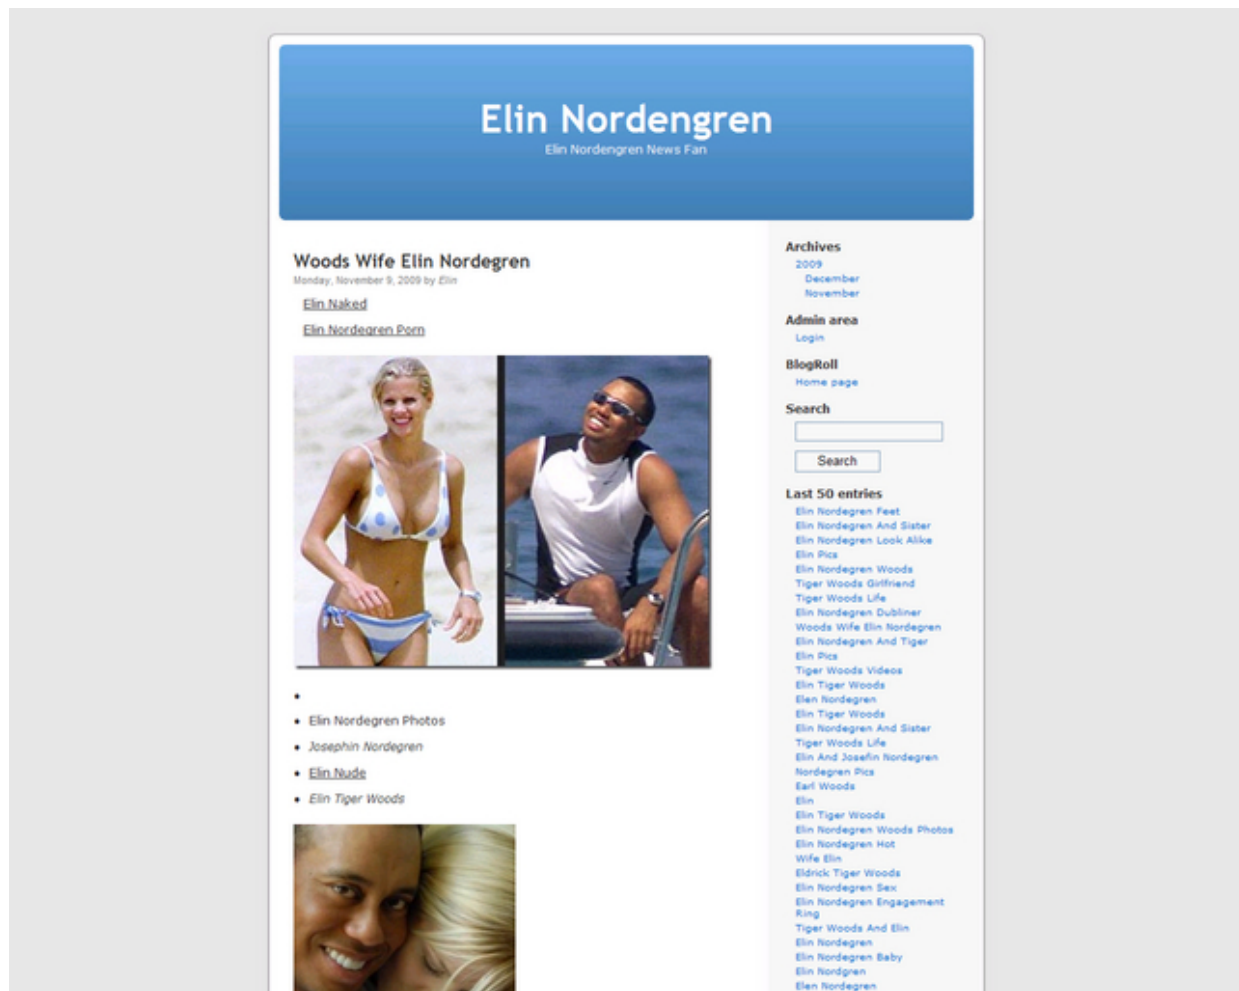 Elin Nordengren
Elin Nordengren News Fan
Woods Wife Elin Nordegren
Monday, November 9, 2009 by Elin
Elin Naked
Elin Nordegren Porn
Elin Nordegren Photos
Josephin Nordegren
Elin Nude
Elin Tiger Woods
Archives
2009
December
November
Admin area
Login
BlogRoll
Home page
Search
Search
Last 50 entries
Elin Nordegren Feet
Elin Nordegren And Sister
Elin Nordegren Look Alike
Elin Pics
Elin Nordegren Woods
Tiger Woods Girlfriend
Tiger Woods Life
Elin Nordegren Dubliner
Woods Wife Elin Nordegren
Elin Nordegren And Tiger
Elin Pics
Tiger Woods Videos
Elin Tiger Woods
Elen Nordegren
Elin Tiger Woods
Elin Nordegren And Sister
Tiger Woods Life
Elin And Josefin Nordegren
Nordegren Pics
Earl Woods
Elin
Elin Tiger Woods
Elin Nordegren Woods Photos
Elin Nordegren Hot
Wife Elin
Eldrick Tiger Woods
Elin Nordegren Sex
Elin Nordegren Engagement
Ring
Tiger Woods And Elin
Elin Nordegren
Elin Nordegren Baby
Elin Nordgren
Elen Nordegren